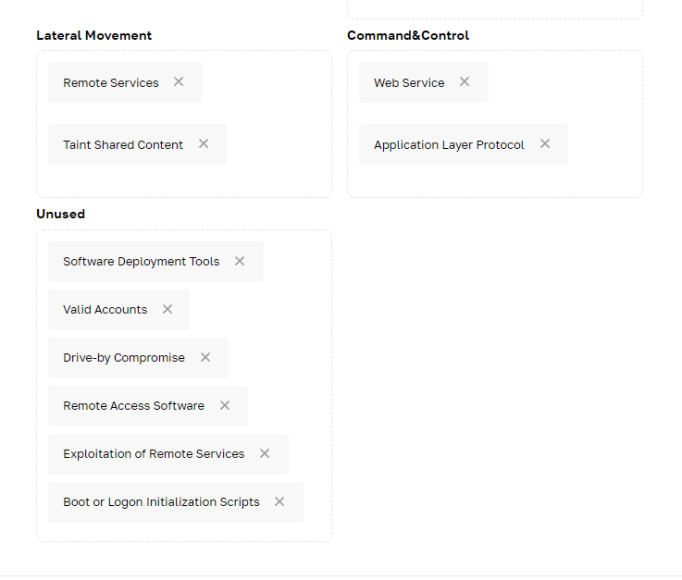 Lateral Movement
Command&Control
Remote Services
Web Service
Taint Shared Content
Application Layer Protocol
Unused
Software Deployment Tools
Valid Accounts
Drive-by Compromise
Remote Access Software
Exploitation of Remote Services
Boot or Logon Initialization Scripts